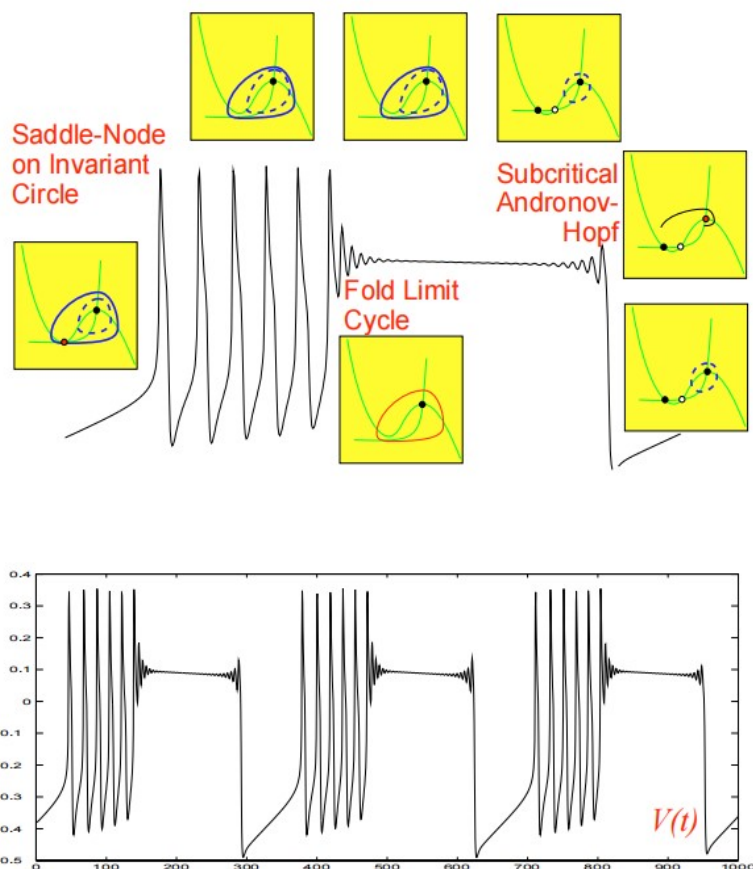 Saddle-Node
on Invariant
Circle
Subcritical
Andronov-
Hopf
Fold Limit
Cycle
0.4
0.3
0.2
0.1
0
0.1
0.2
0.3
0.4
0.5
V(t)
0 100 200 300 400 500 600 700 800 900 1000